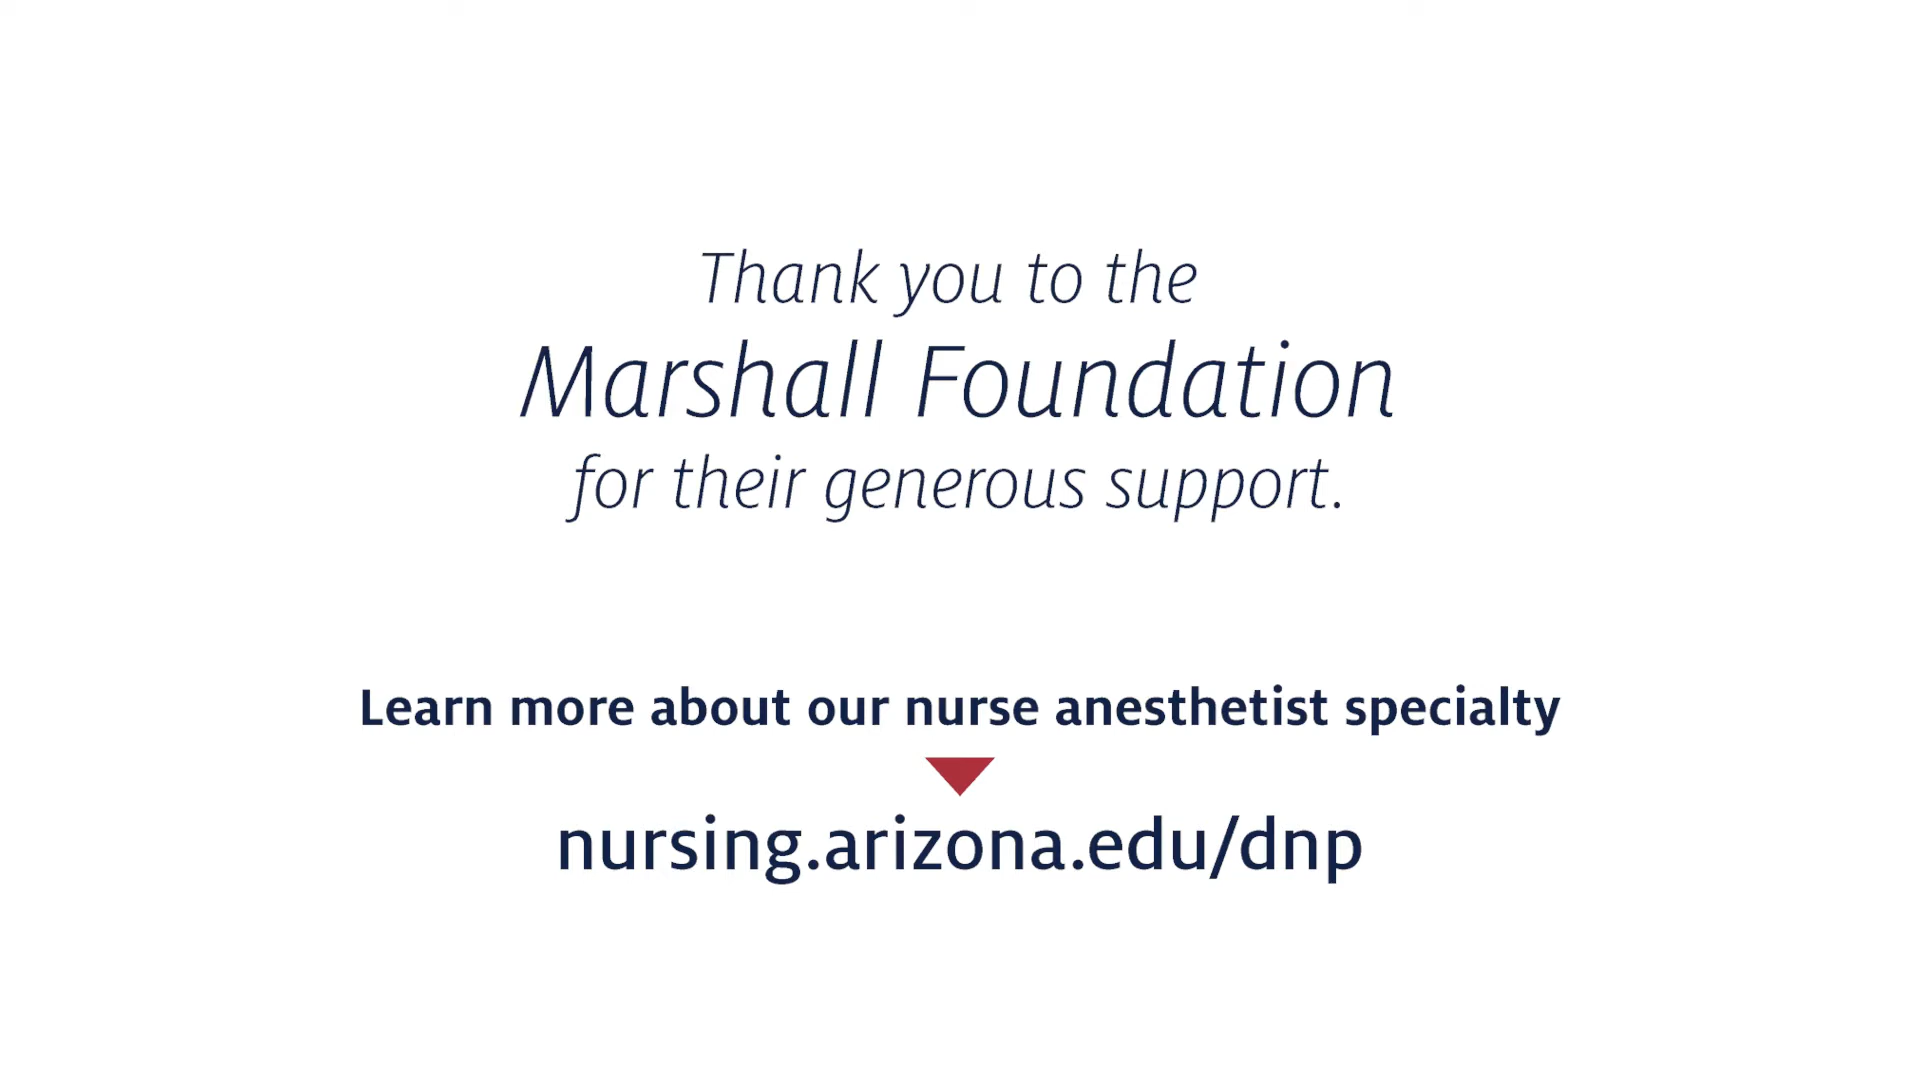 Thank you to the
Marshall Foundation
for their generous support.
Learn more about our nurse anesthetist specialty
nursing.arizona.edu/dnp